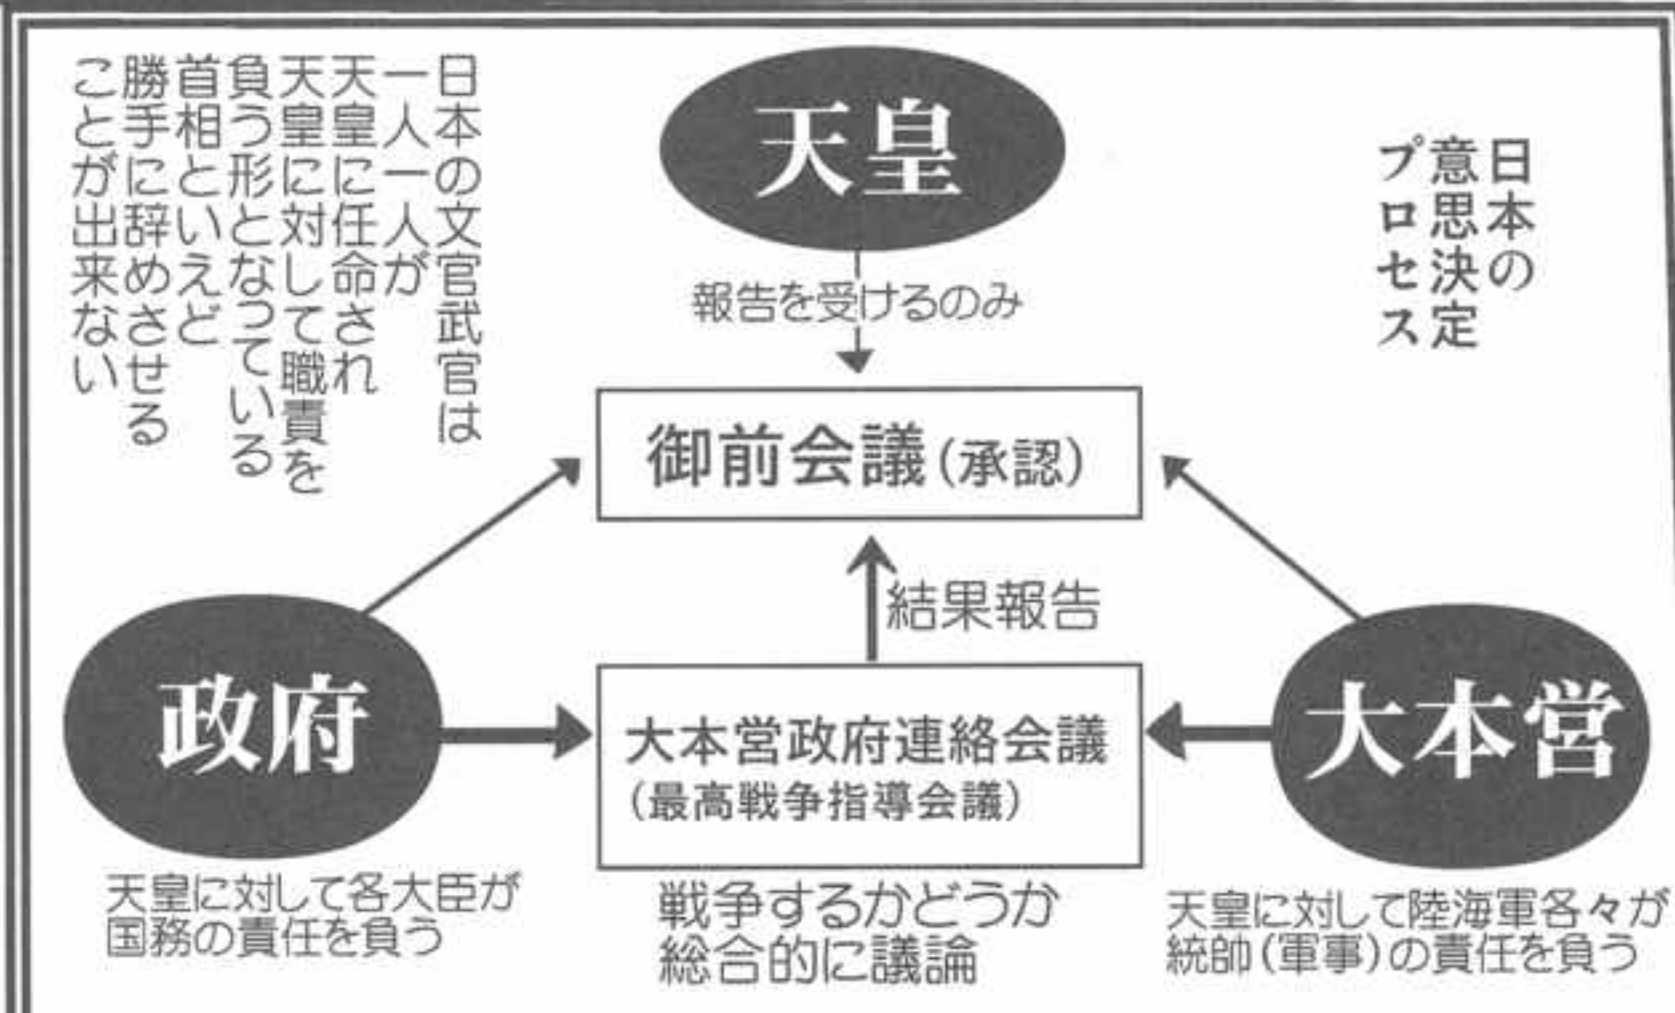 日本の
意思決定
プロセス
天皇
報告を受けるのみ
日本の文官武官は
一人一人が
天皇に任命され
天皇に対して職責を
負う形となっている
首相といえど
勝手に辞めさせる
ことが出来ない
御前会議(承認)
結果報告
政府
大本営政府連絡会議
(最高戦争指導会議)
大本営
天皇に対して各大臣が
国務の責任を負う
戦争するかどうか
総合的に議論
天皇に対して陸海軍各々が
統帥(軍事)の責任を負う